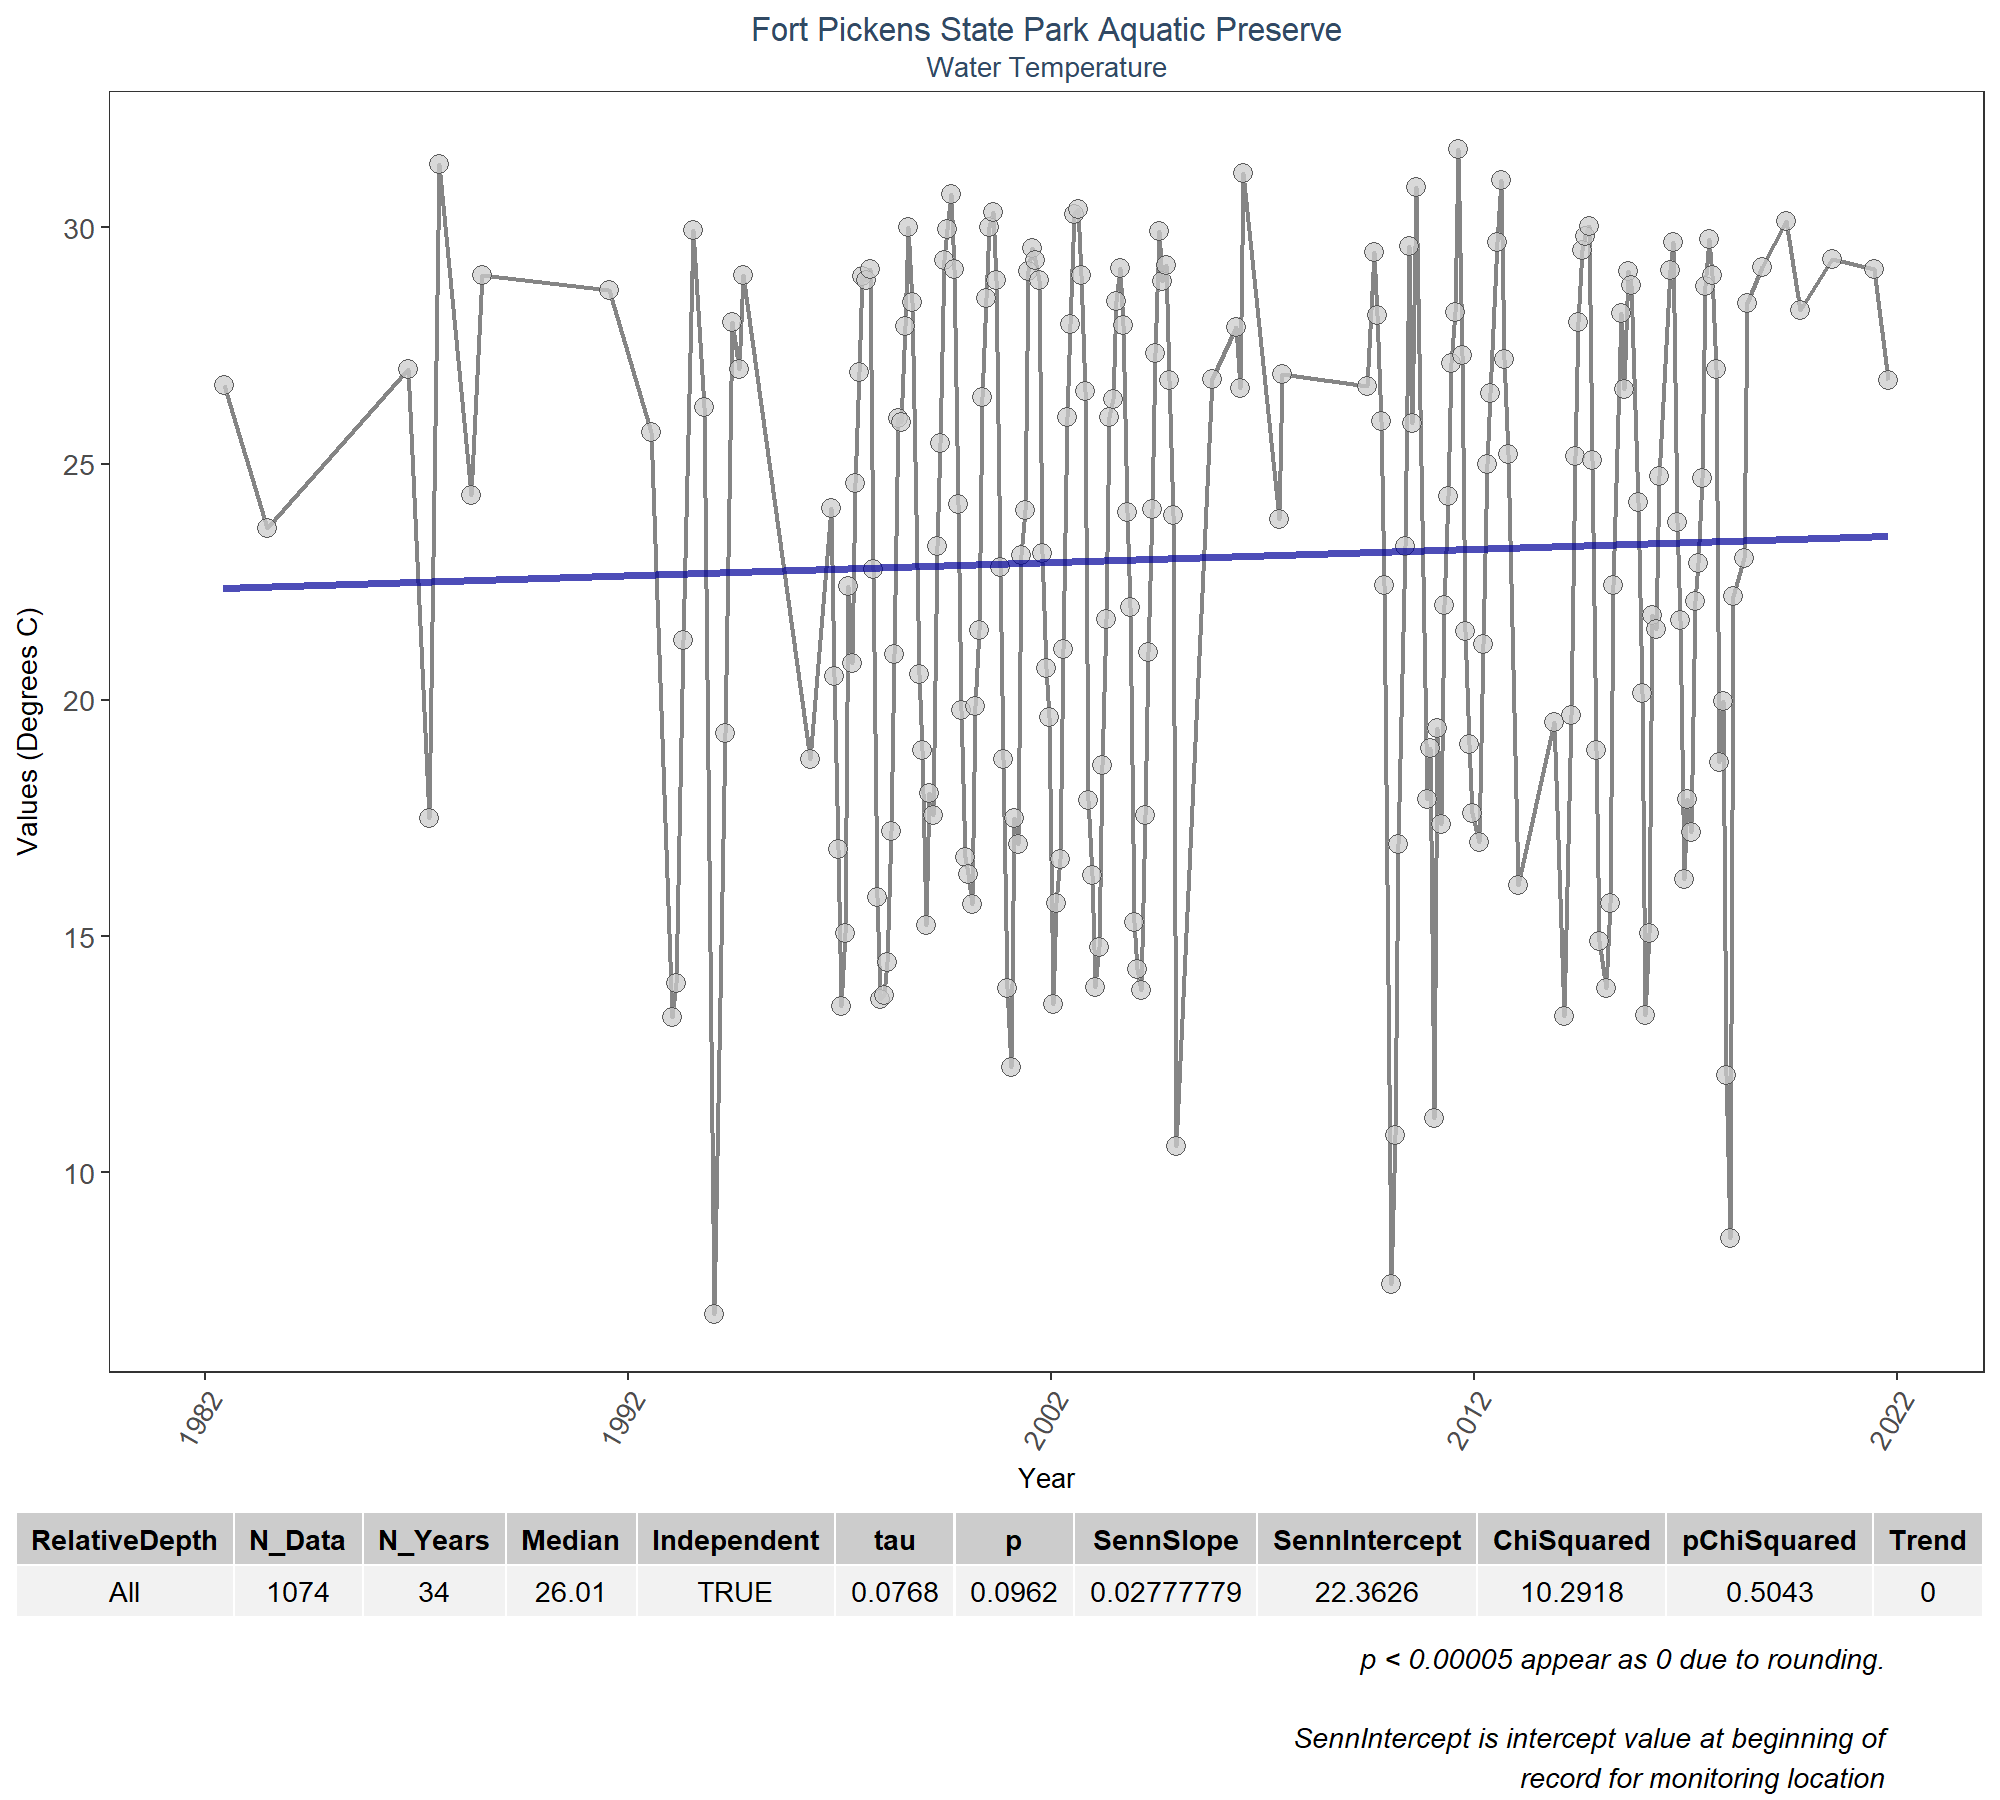 Fort Pickens State Park Aquatic Preserve
Water Temperature
Values (Degrees C)
30
25
20
15
10
1982 1992 2002 2012 2022
Year
RelativeDepth N_Data N_Years Median Independent tau p SennSlope SennIntercept ChiSquared pChiSquared Trend
All 1074 34 26.01 TRUE 0.0768 0.0962 0.02777779 22.3626 10.2918 0.5043 0
p < 0.00005 appear as 0 due to rounding.
SennIntercept is intercept value at beginning of
record for monitoring location